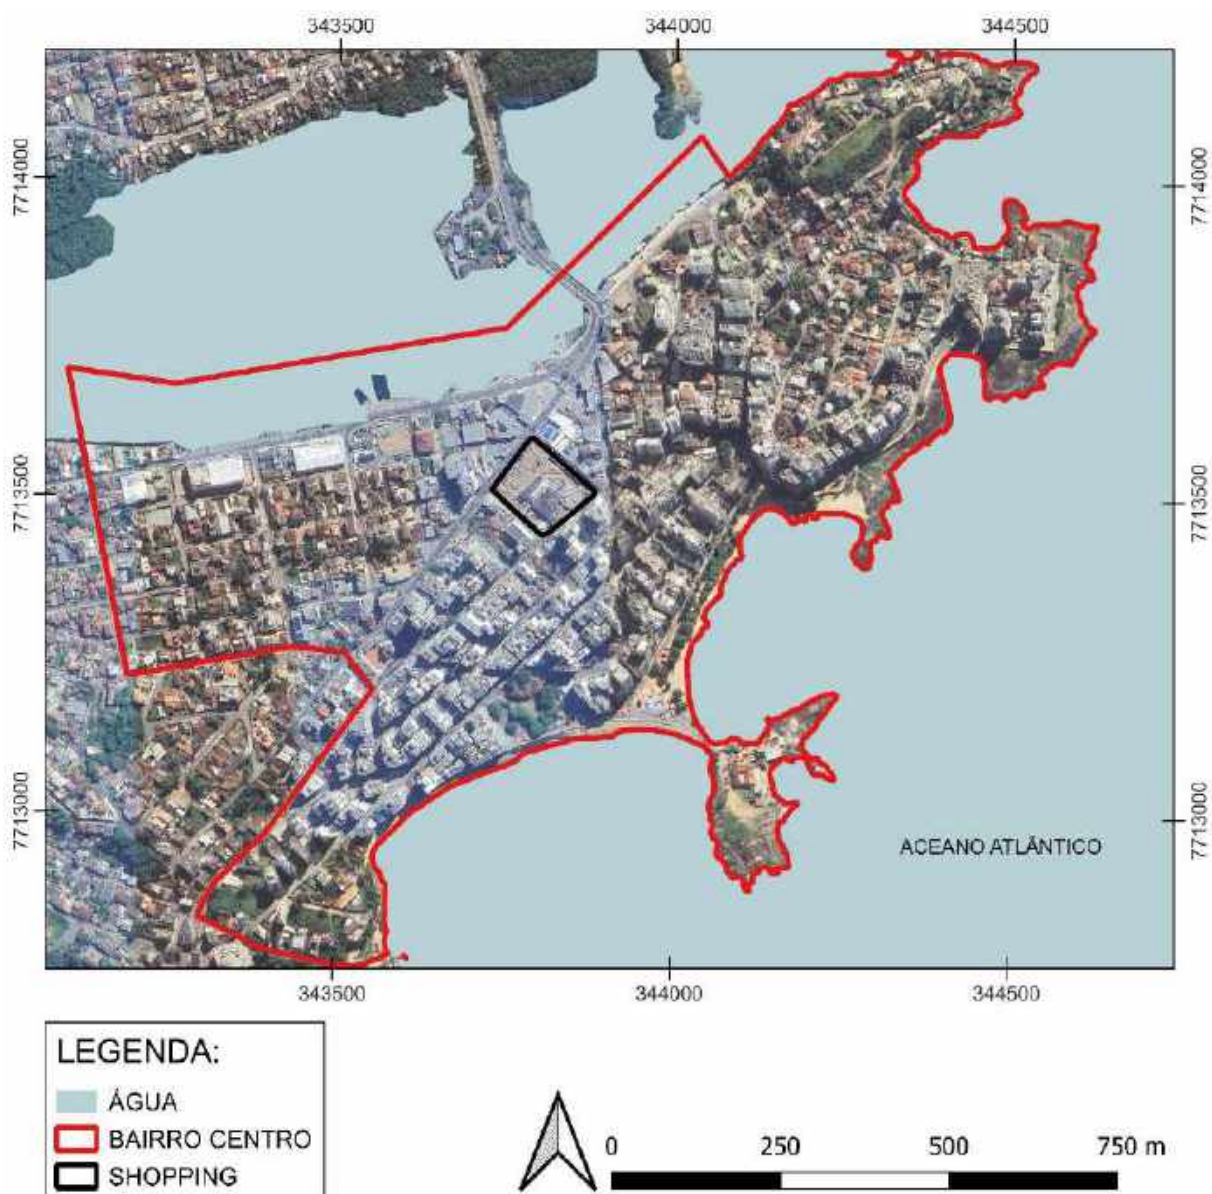 343500 344000 344500
7714000 7714000
7713500 7713500
7713000 7713000
ACEANO ATLÂNTICO
343500 344000 344500
LEGENDA:
ÁGUA
BAIRRO CENTRO
SHOPPING
0 250 500 750 m